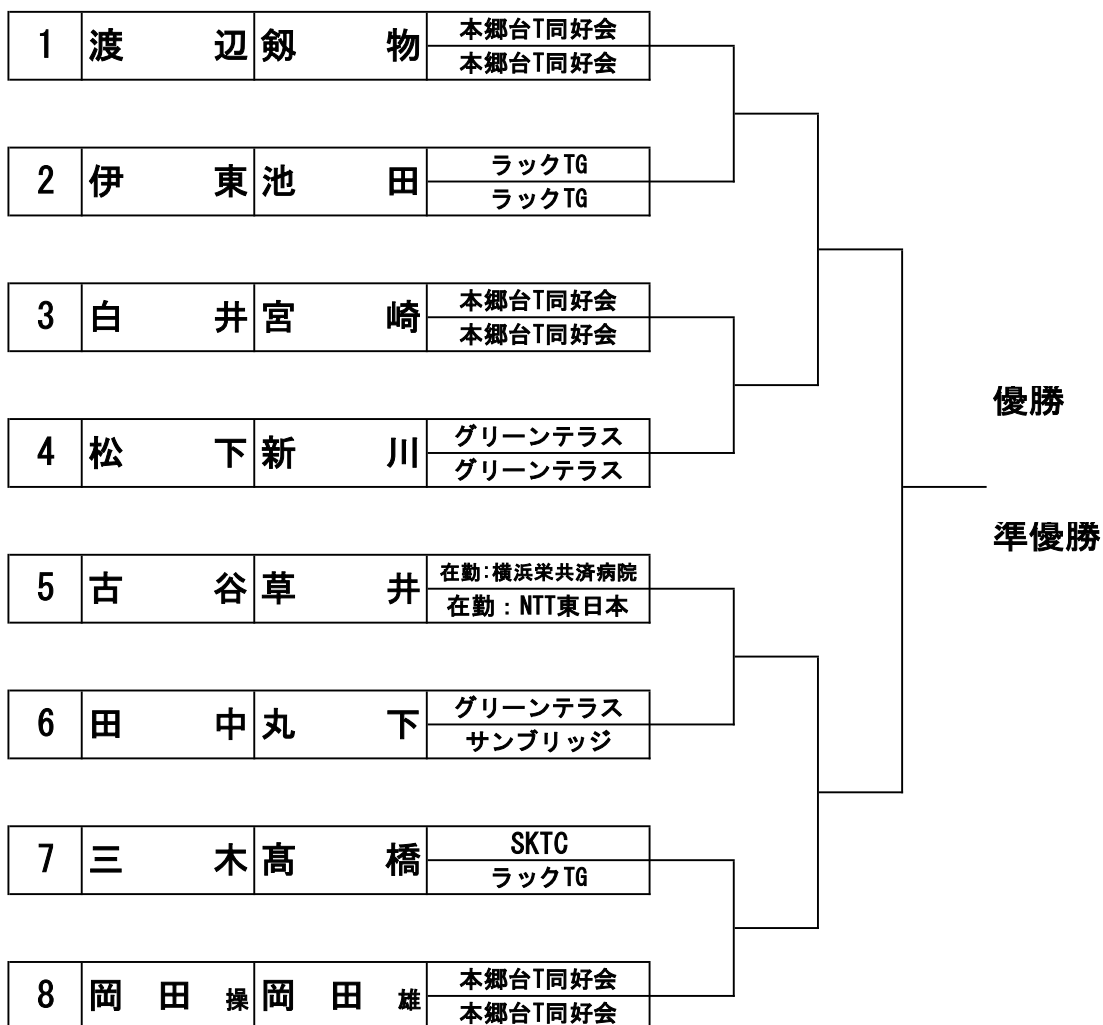 1 渡辺 剱物 本郷台T同好会
本郷台T同好会
2 伊東 池田 ラックTG
ラックTG
3 白井 宮崎 本郷台T同好会
本郷台T同好会
優勝
4 松下 新川 グリーンテラス
グリーンテラス
準優勝
5 古谷 草井 在勤:横浜栄共済病院
在勤：NTT東日本
6 田中 丸下 グリーンテラス
サンブリッジ
7 三木 髙橋 SKTC
ラックTG
8 岡田操 岡田雄 本郷台T同好会
本郷台T同好会